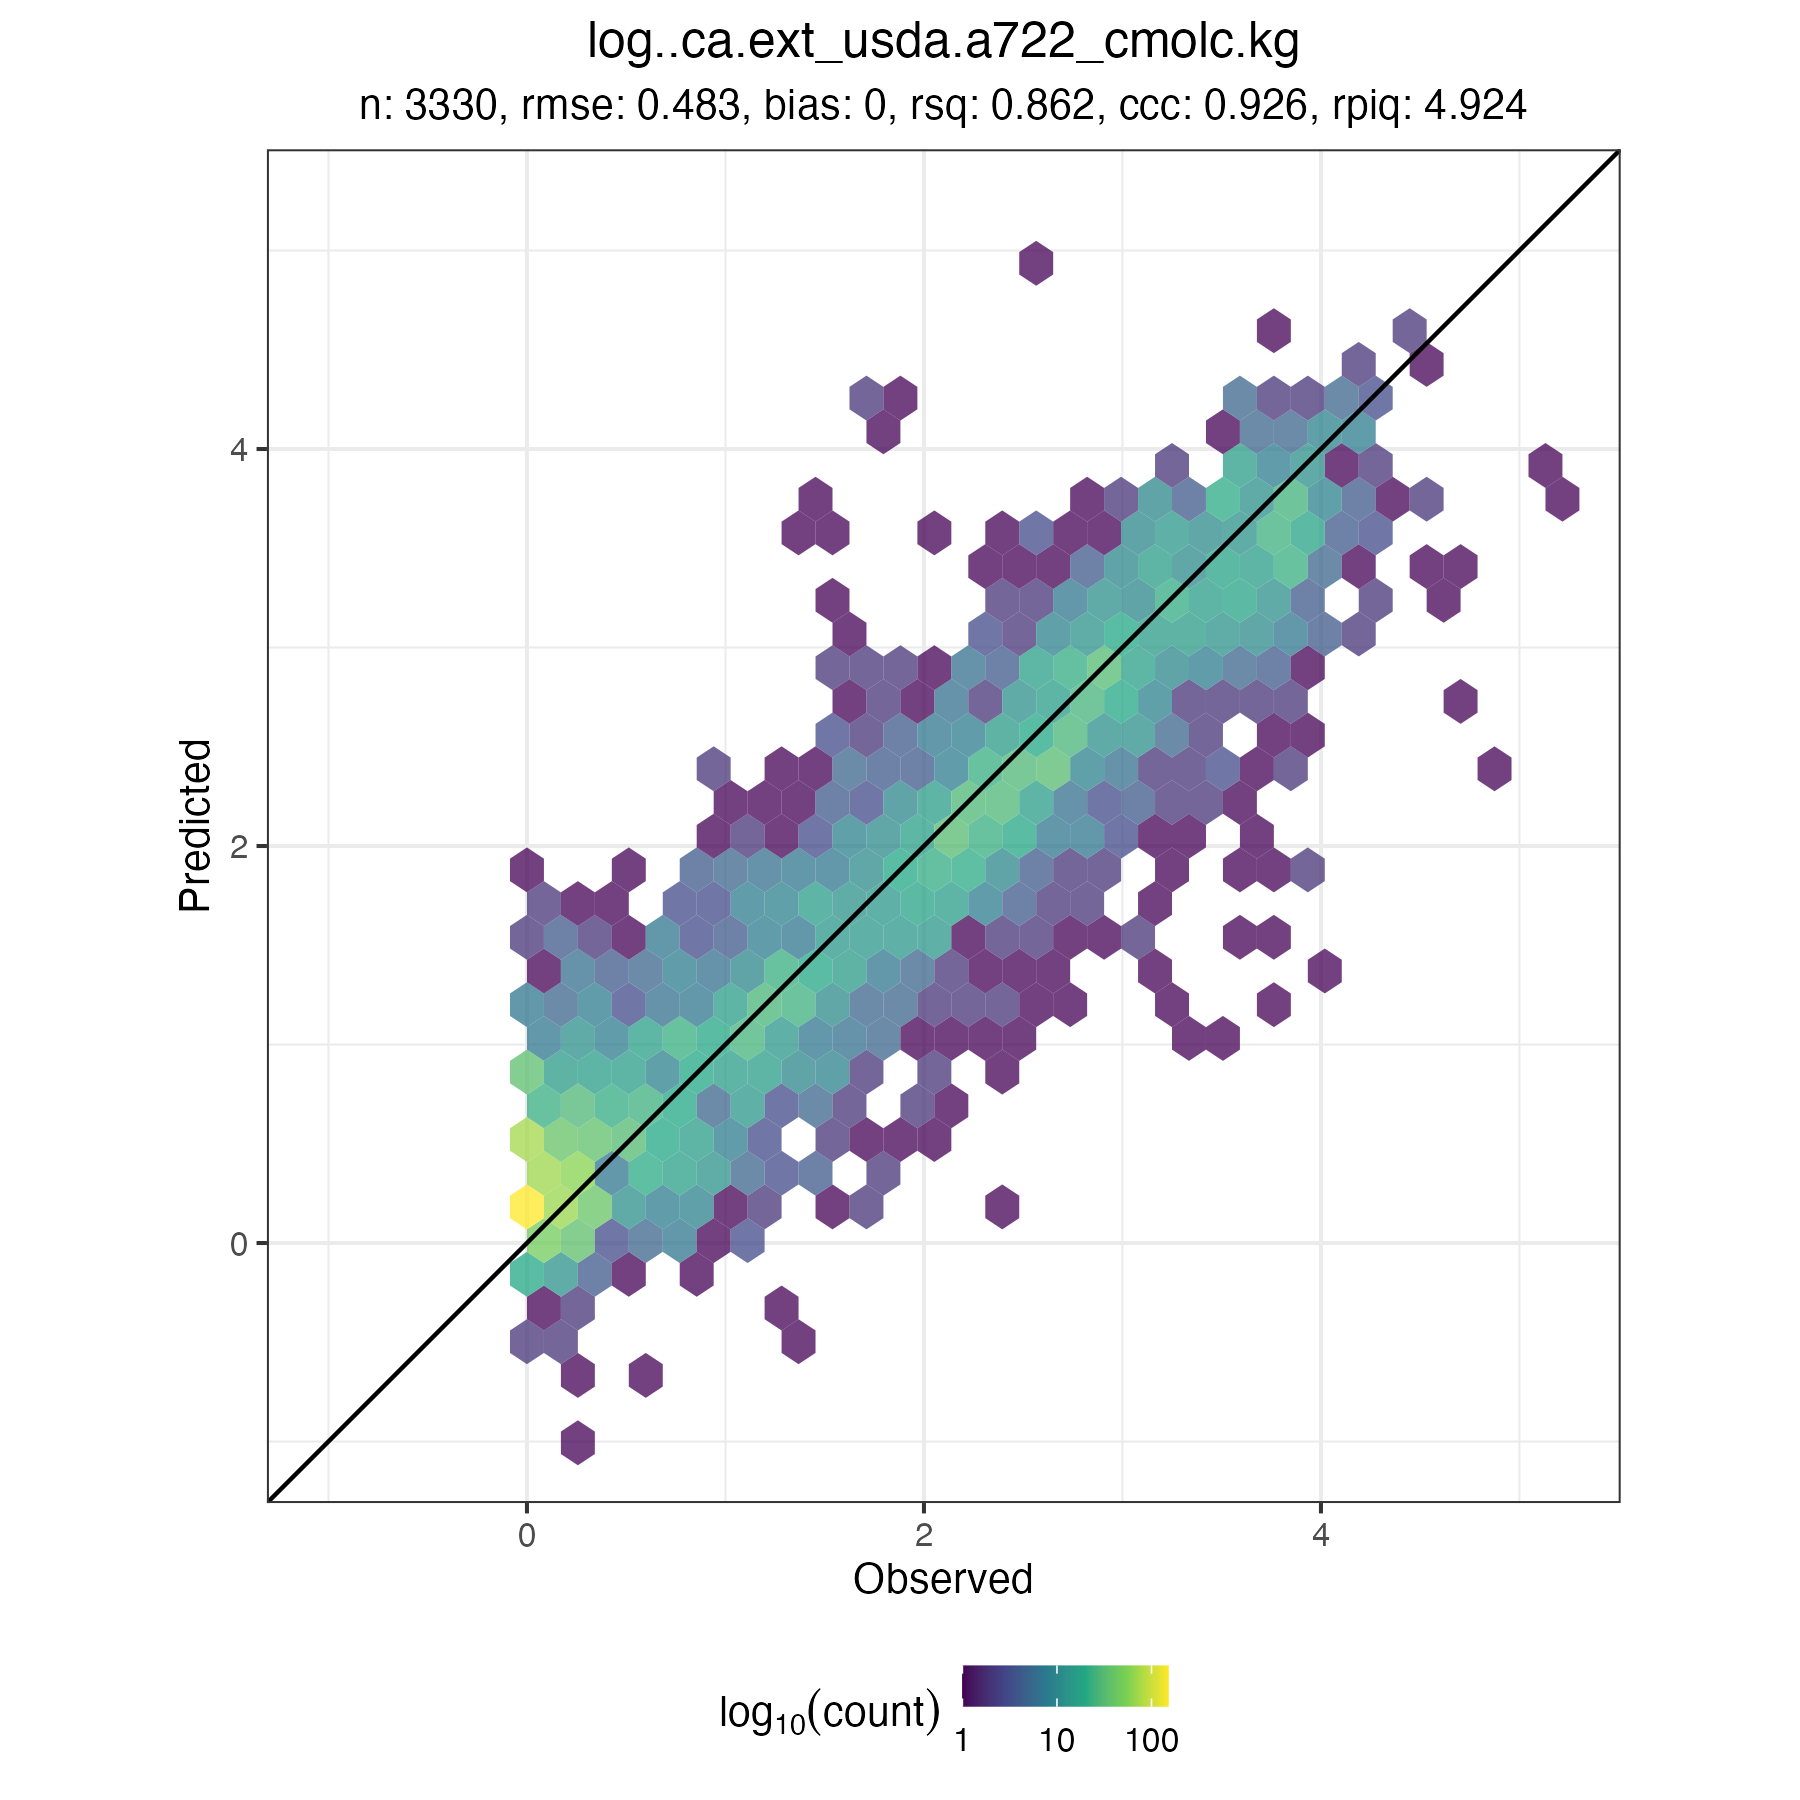 log..ca.ext_usda.a722_cmolc.kg
n: 3330, rmse: 0.483, bias: 0, rsq: 0.862, ccc: 0.926, rpiq: 4.924
4
2
0
Predicted
0 2 4
Observed
log₁₀(count)
1 10 100